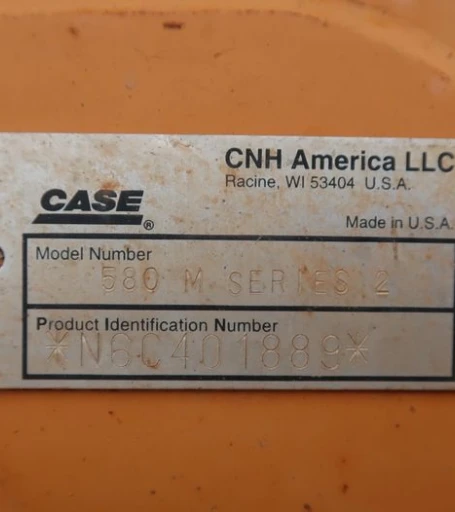 CNH America LLC
Racine, WI 53404 U.S.A.
CASE®
Made in U.S.A.
Model Number
580 M SERIES 2
Product Identification Number
*N6C401889*